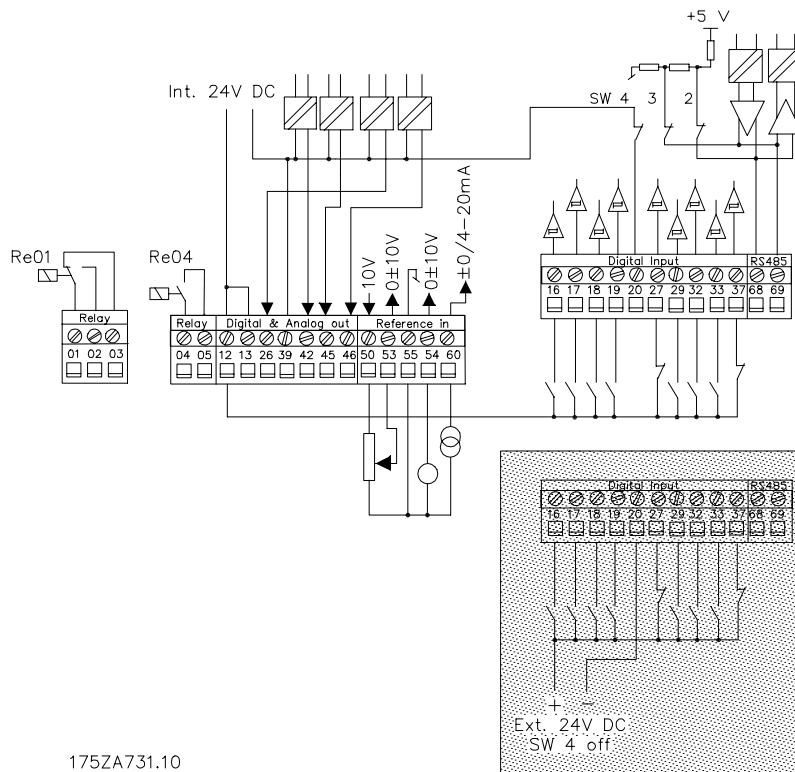 +5 V
Int. 24V DC
SW 4 3 2
Re01
Re04
10V
0±10V
0±10V
±0/4-20mA
Digital Input RS485
16 17 18 19 20 27 29 32 33 37 68 69
Relay
01 02 03
Relay Digital & Analog out Reference in
04 05 12 13 26 39 42 45 46 50 53 55 54 60
Digital Input RS485
16 17 18 19 20 27 29 32 33 37 68 69
+ −
Ext. 24V DC
SW 4 off
175ZA731.10